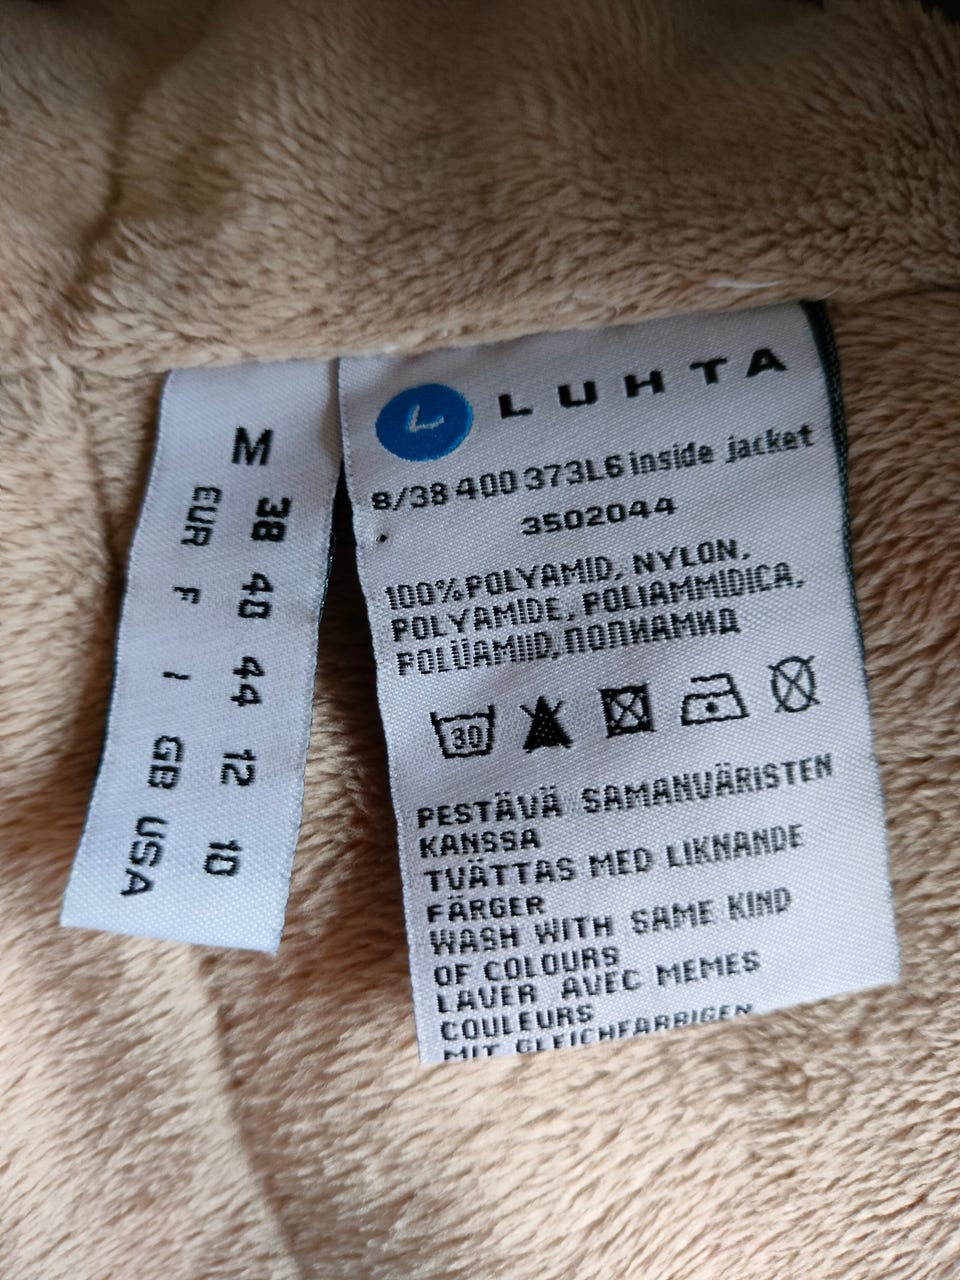 M
38 40 44 12 10
EUR F I GB USA
L LUHTA
8/38 400 373L6 inside jacket
3502044
100%POLYAMID, NYLON,
POLYAMIDE, POLIAMMIDICA,
POLÜAMIID, ПОЛИАМИД
30
PESTÄVÄ SAMANVÄRISTEN
KANSSA
TVÄTTAS MED LIKNANDE
FÄRGER
WASH WITH SAME KIND
OF COLOURS
LAVER AVEC MEMES
COULEURS
MIT GLEICHFARBIGEN